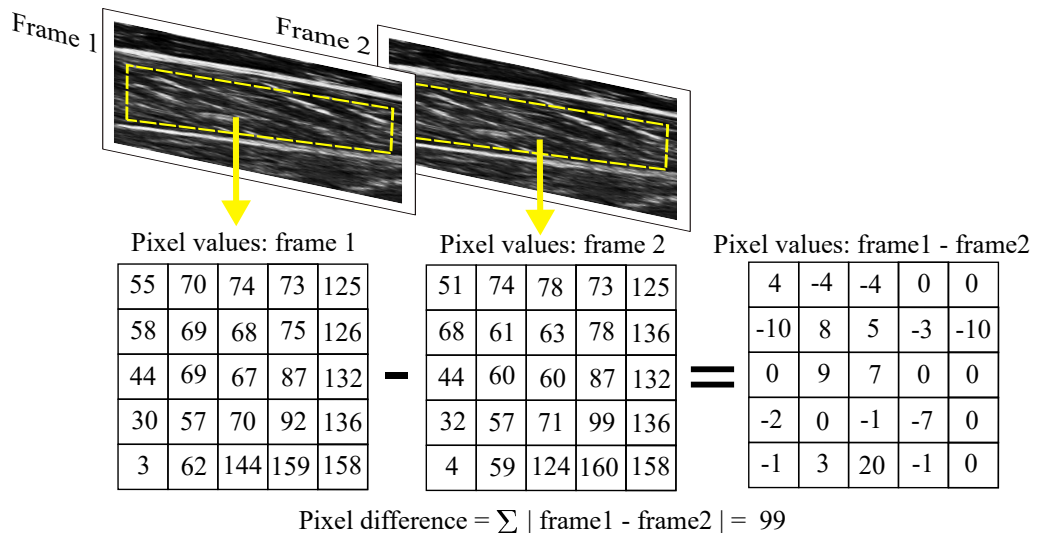 Frame 1
Frame 2
Pixel values: frame 1
55 70 74 73 125
58 69 68 75 126
44 69 67 87 132
30 57 70 92 136
3 62 144 159 158
-
Pixel values: frame 2
51 74 78 73 125
68 61 63 78 136
44 60 60 87 132
32 57 71 99 136
4 59 124 160 158
=
Pixel values: frame1 - frame2
4 -4 -4 0 0
-10 8 5 -3 -10
0 9 7 0 0
-2 0 -1 -7 0
-1 3 20 -1 0
Pixel difference = ∑ | frame1 - frame2 | = 99